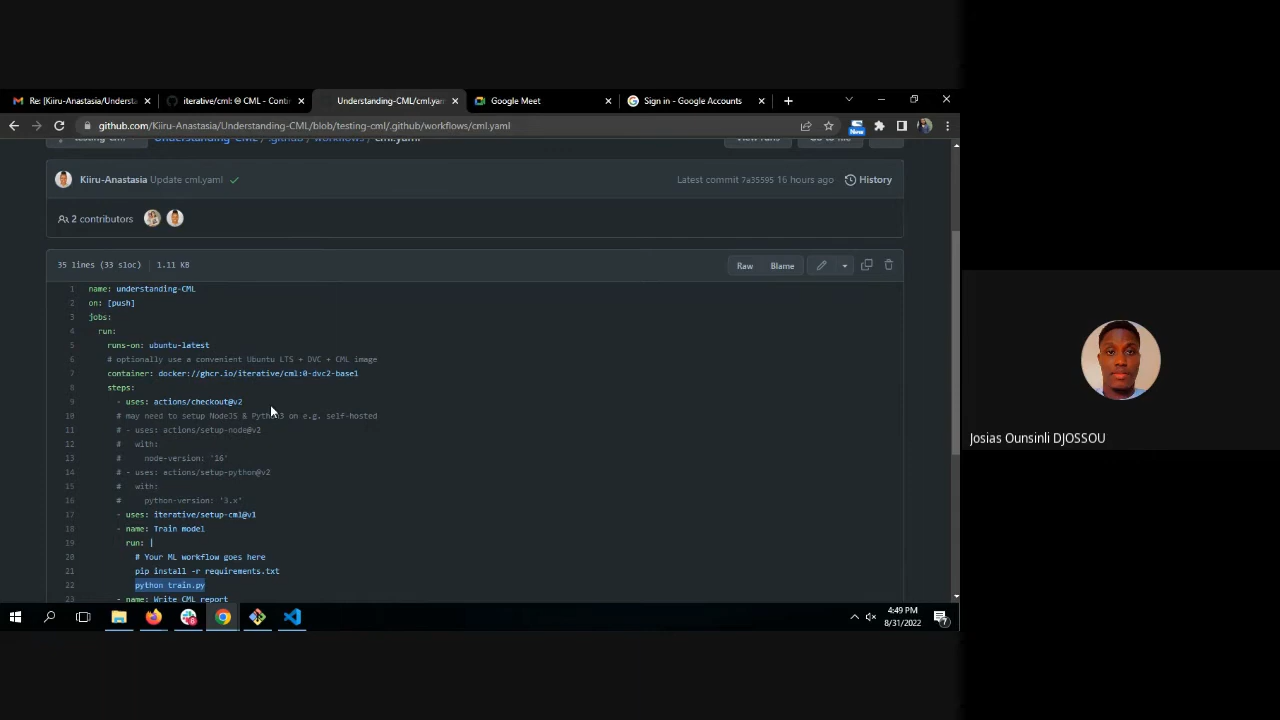 Re: [Kiiru-Anastasia/Understa
iterative/cml: ♾️ CML - Conti
Understanding-CML/cml.yam
Google Meet
Sign in - Google Accounts
github.com/Kiiru-Anastasia/Understanding-CML/blob/testing-cml/.github/workflows/cml.yaml
New
Kiiru-Anastasia Update cml.yaml
Latest commit 7a35595 16 hours ago
History
2 contributors
35 lines (33 sloc) 1.11 KB
Raw
Blame
1 name: understanding-CML
2 on: [push]
3 jobs:
4 run:
5 runs-on: ubuntu-latest
6 # optionally use a convenient Ubuntu LTS + DVC + CML image
7 container: docker://ghcr.io/iterative/cml:0-dvc2-base1
8 steps:
9 - uses: actions/checkout@v2
10 # may need to setup NodeJS & Python3 on e.g. self-hosted
11 # - uses: actions/setup-node@v2
12 # with:
13 # node-version: '16'
14 # - uses: actions/setup-python@v2
15 # with:
16 # python-version: '3.x'
17 - uses: iterative/setup-cml@v1
18 - name: Train model
19 run: |
20 # Your ML workflow goes here
21 pip install -r requirements.txt
22 python train.py
23 - name: Write CML report
4:49 PM
8/31/2022
7
Josias Ounsinli DJOSSOU